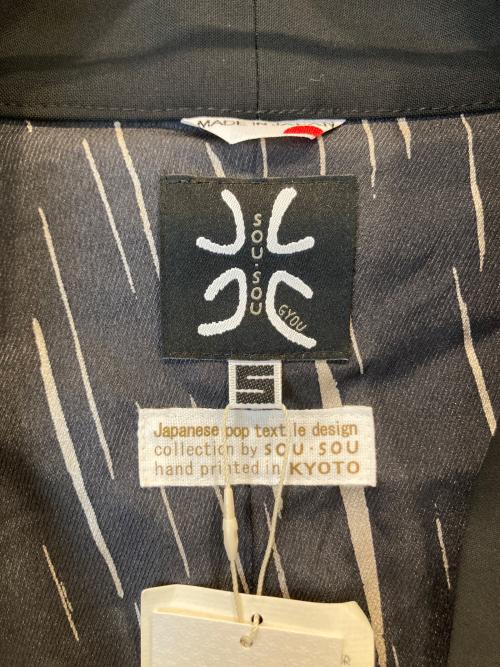 MADE IN JAPAN
SOU・SOU
GYOU
S
Japanese pop textile design
collection by SOU・SOU
hand printed in KYOTO